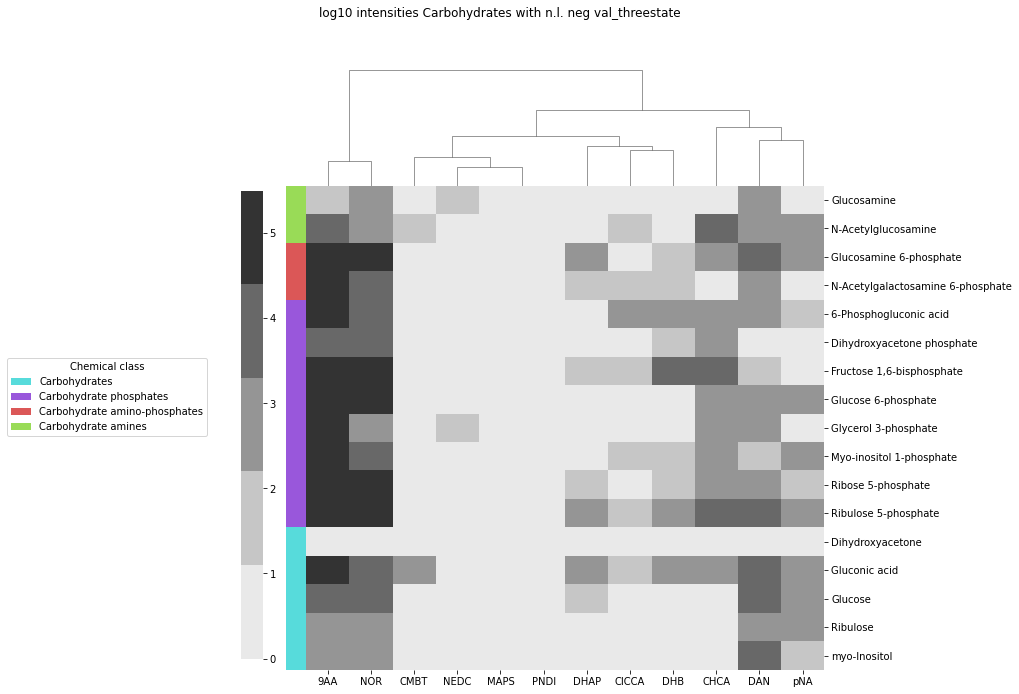 log10 intensities Carbohydrates with n.l. neg val_threestate
5
4
3
2
1
0
Chemical class
Carbohydrates
Carbohydrate phosphates
Carbohydrate amino-phosphates
Carbohydrate amines
Glucosamine
N-Acetylglucosamine
Glucosamine 6-phosphate
N-Acetylgalactosamine 6-phosphate
6-Phosphogluconic acid
Dihydroxyacetone phosphate
Fructose 1,6-bisphosphate
Glucose 6-phosphate
Glycerol 3-phosphate
Myo-inositol 1-phosphate
Ribose 5-phosphate
Ribulose 5-phosphate
Dihydroxyacetone
Gluconic acid
Glucose
Ribulose
myo-Inositol
9AA NOR CMBT NEDC MAPS PNDI DHAP ClCCA DHB CHCA DAN pNA